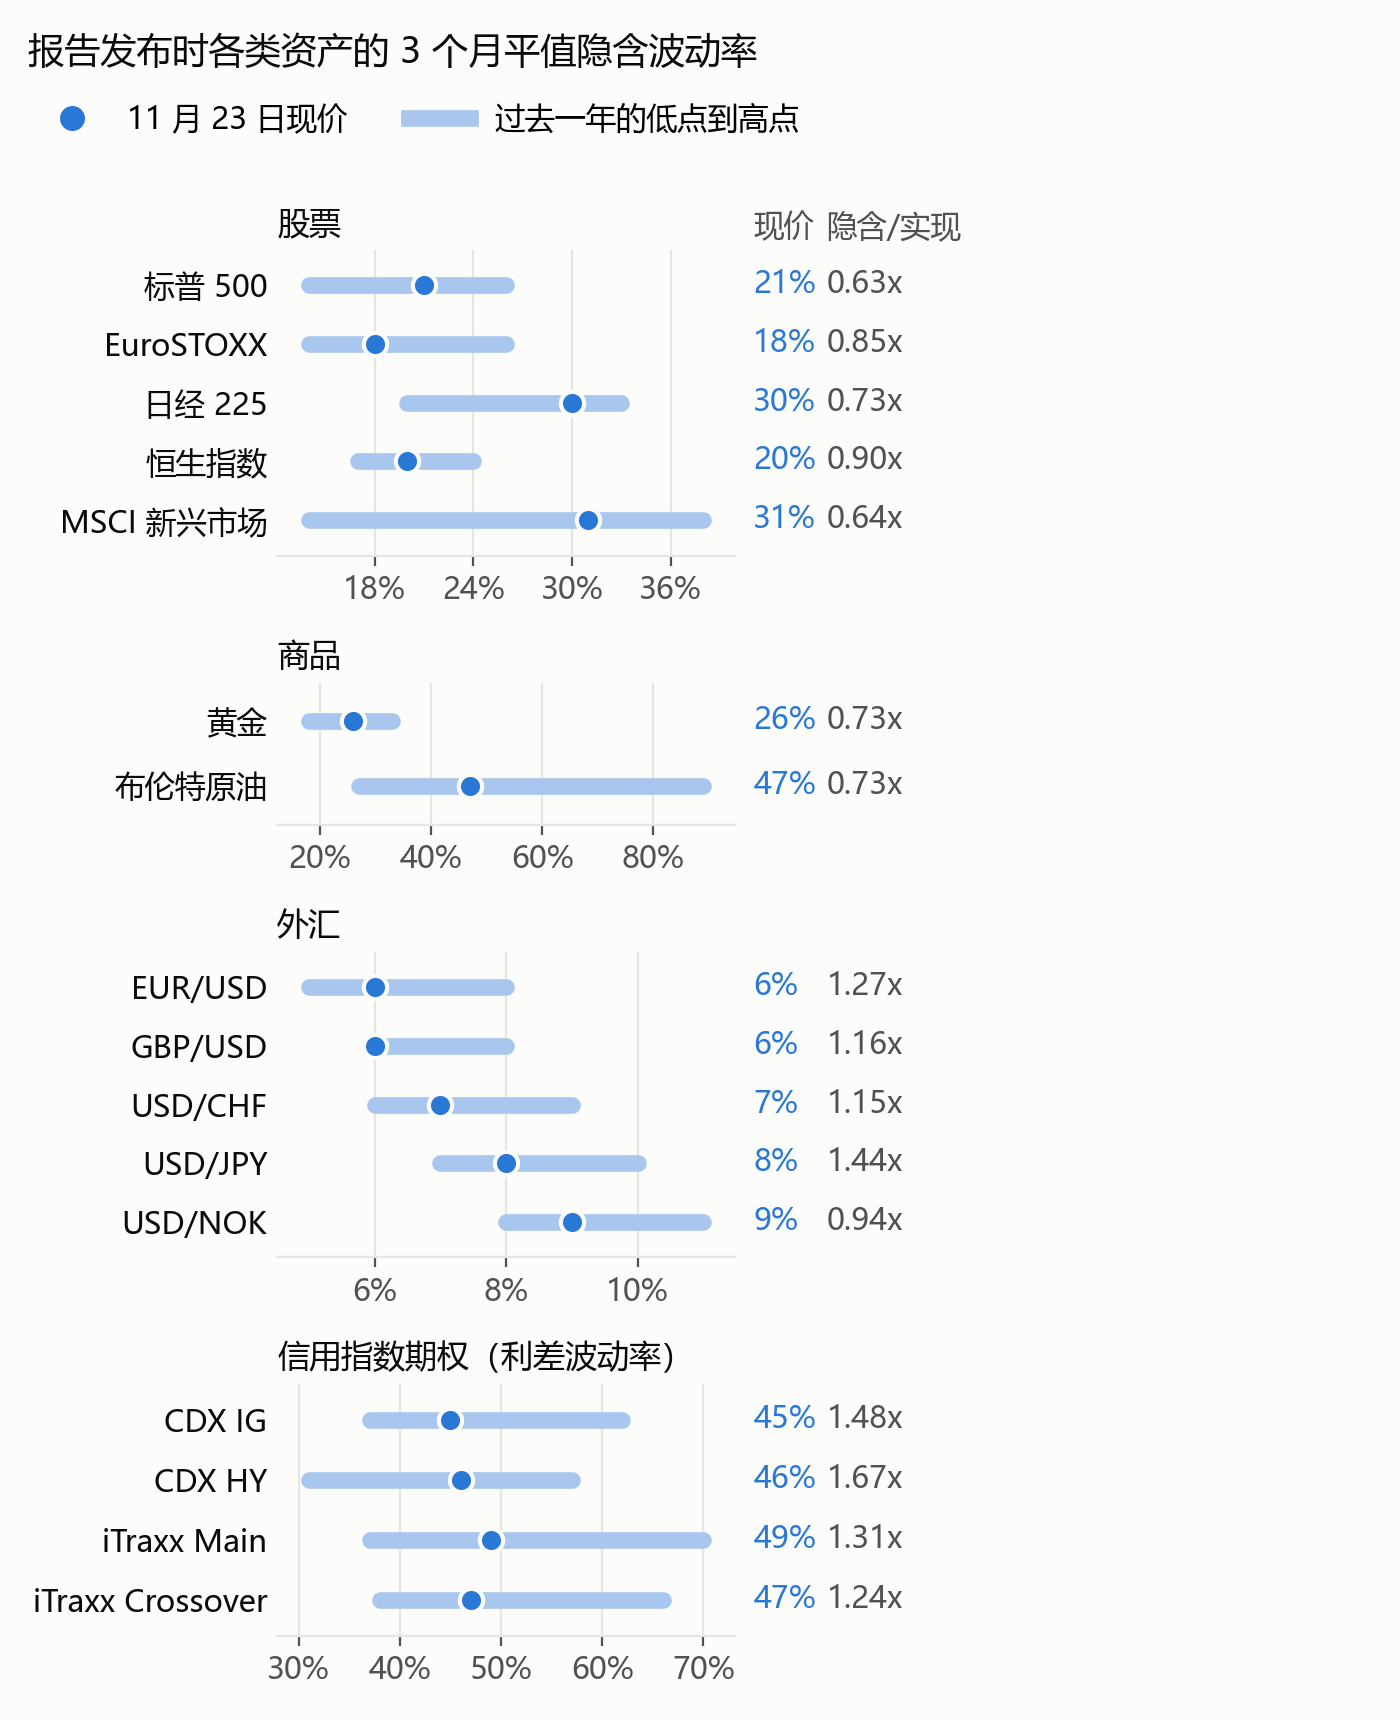 报告发布时各类资产的 3 个月平值隐含波动率
11 月 23 日现价 过去一年的低点到高点
股票 现价 隐含/实现
标普 500 21% 0.63x
EuroSTOXX 18% 0.85x
日经 225 30% 0.73x
恒生指数 20% 0.90x
MSCI 新兴市场 31% 0.64x
18% 24% 30% 36%
商品
黄金 26% 0.73x
布伦特原油 47% 0.73x
20% 40% 60% 80%
外汇
EUR/USD 6% 1.27x
GBP/USD 6% 1.16x
USD/CHF 7% 1.15x
USD/JPY 8% 1.44x
USD/NOK 9% 0.94x
6% 8% 10%
信用指数期权（利差波动率）
CDX IG 45% 1.48x
CDX HY 46% 1.67x
iTraxx Main 49% 1.31x
iTraxx Crossover 47% 1.24x
30% 40% 50% 60% 70%